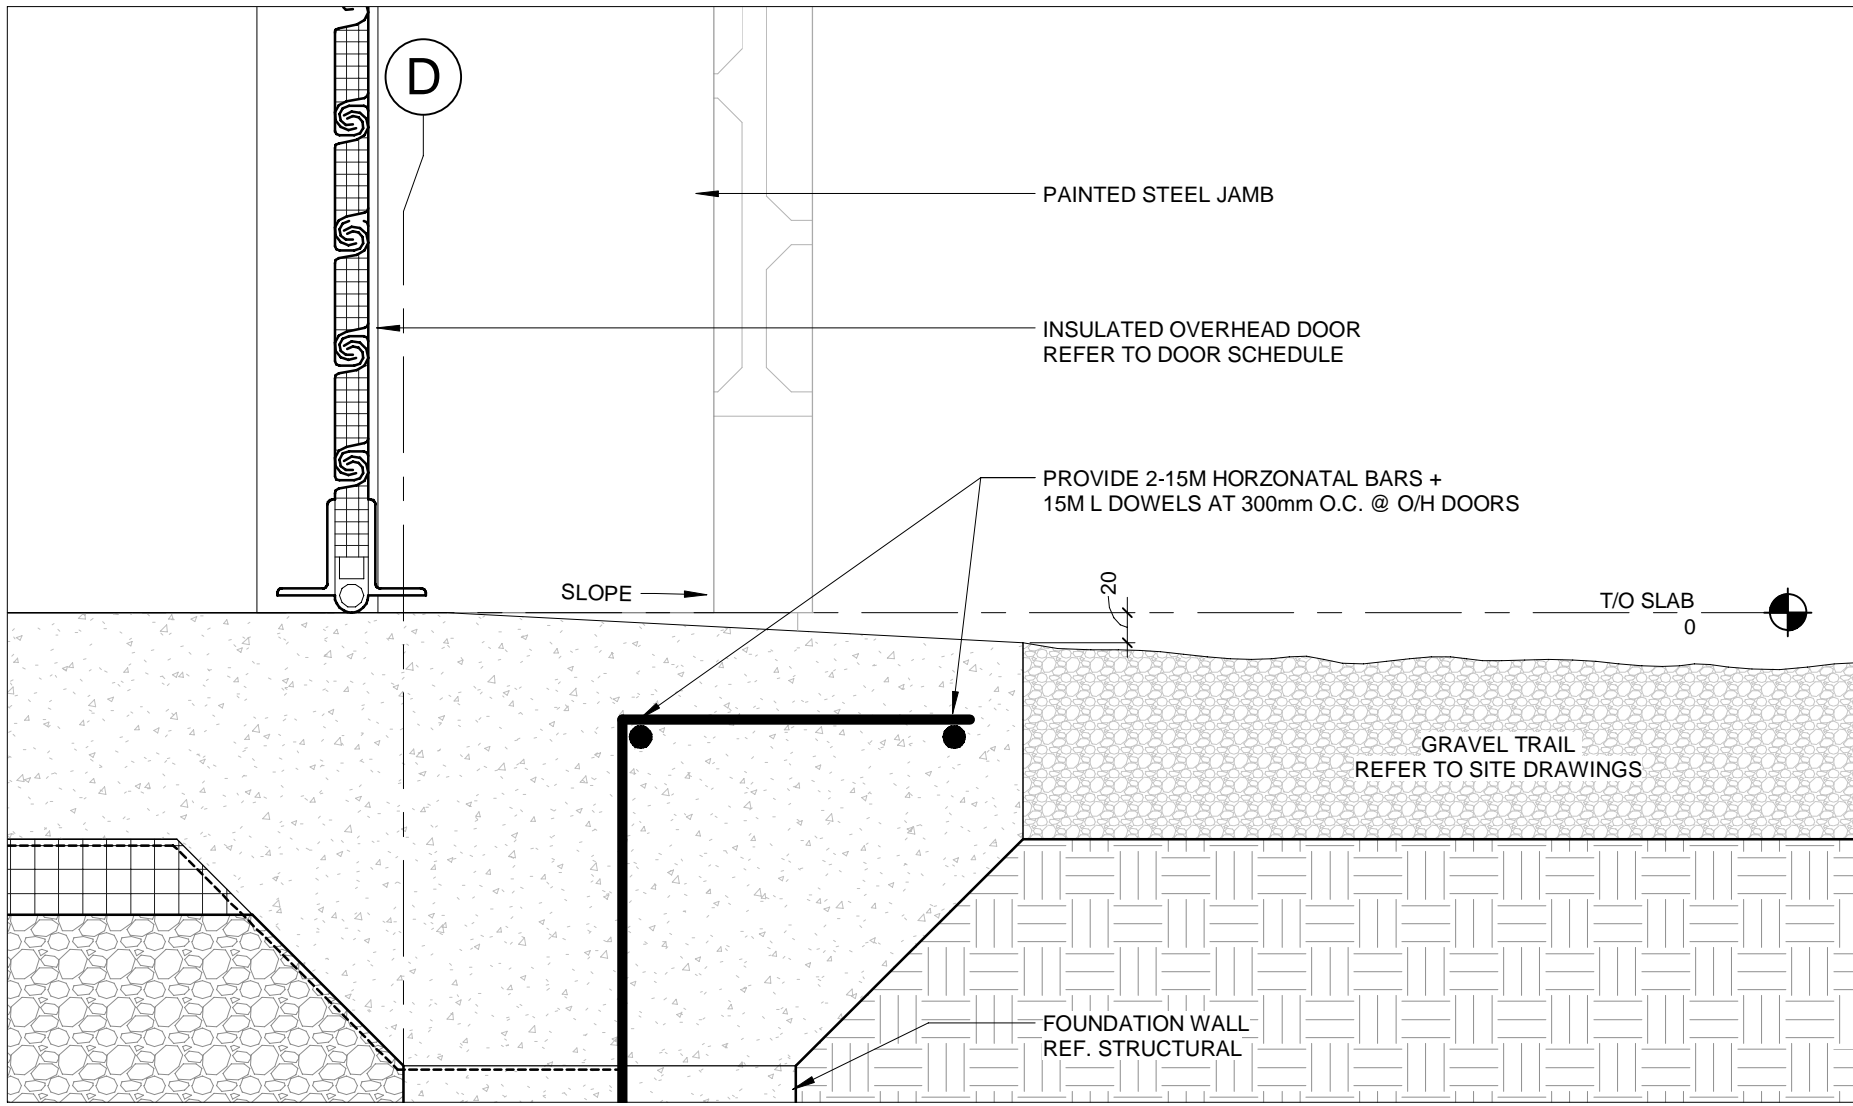 D
PAINTED STEEL JAMB
INSULATED OVERHEAD DOOR
REFER TO DOOR SCHEDULE
PROVIDE 2-15M HORZONATAL BARS +
15M L DOWELS AT 300mm O.C. @ O/H DOORS
SLOPE
20
T/O SLAB
0
GRAVEL TRAIL
REFER TO SITE DRAWINGS
FOUNDATION WALL
REF. STRUCTURAL